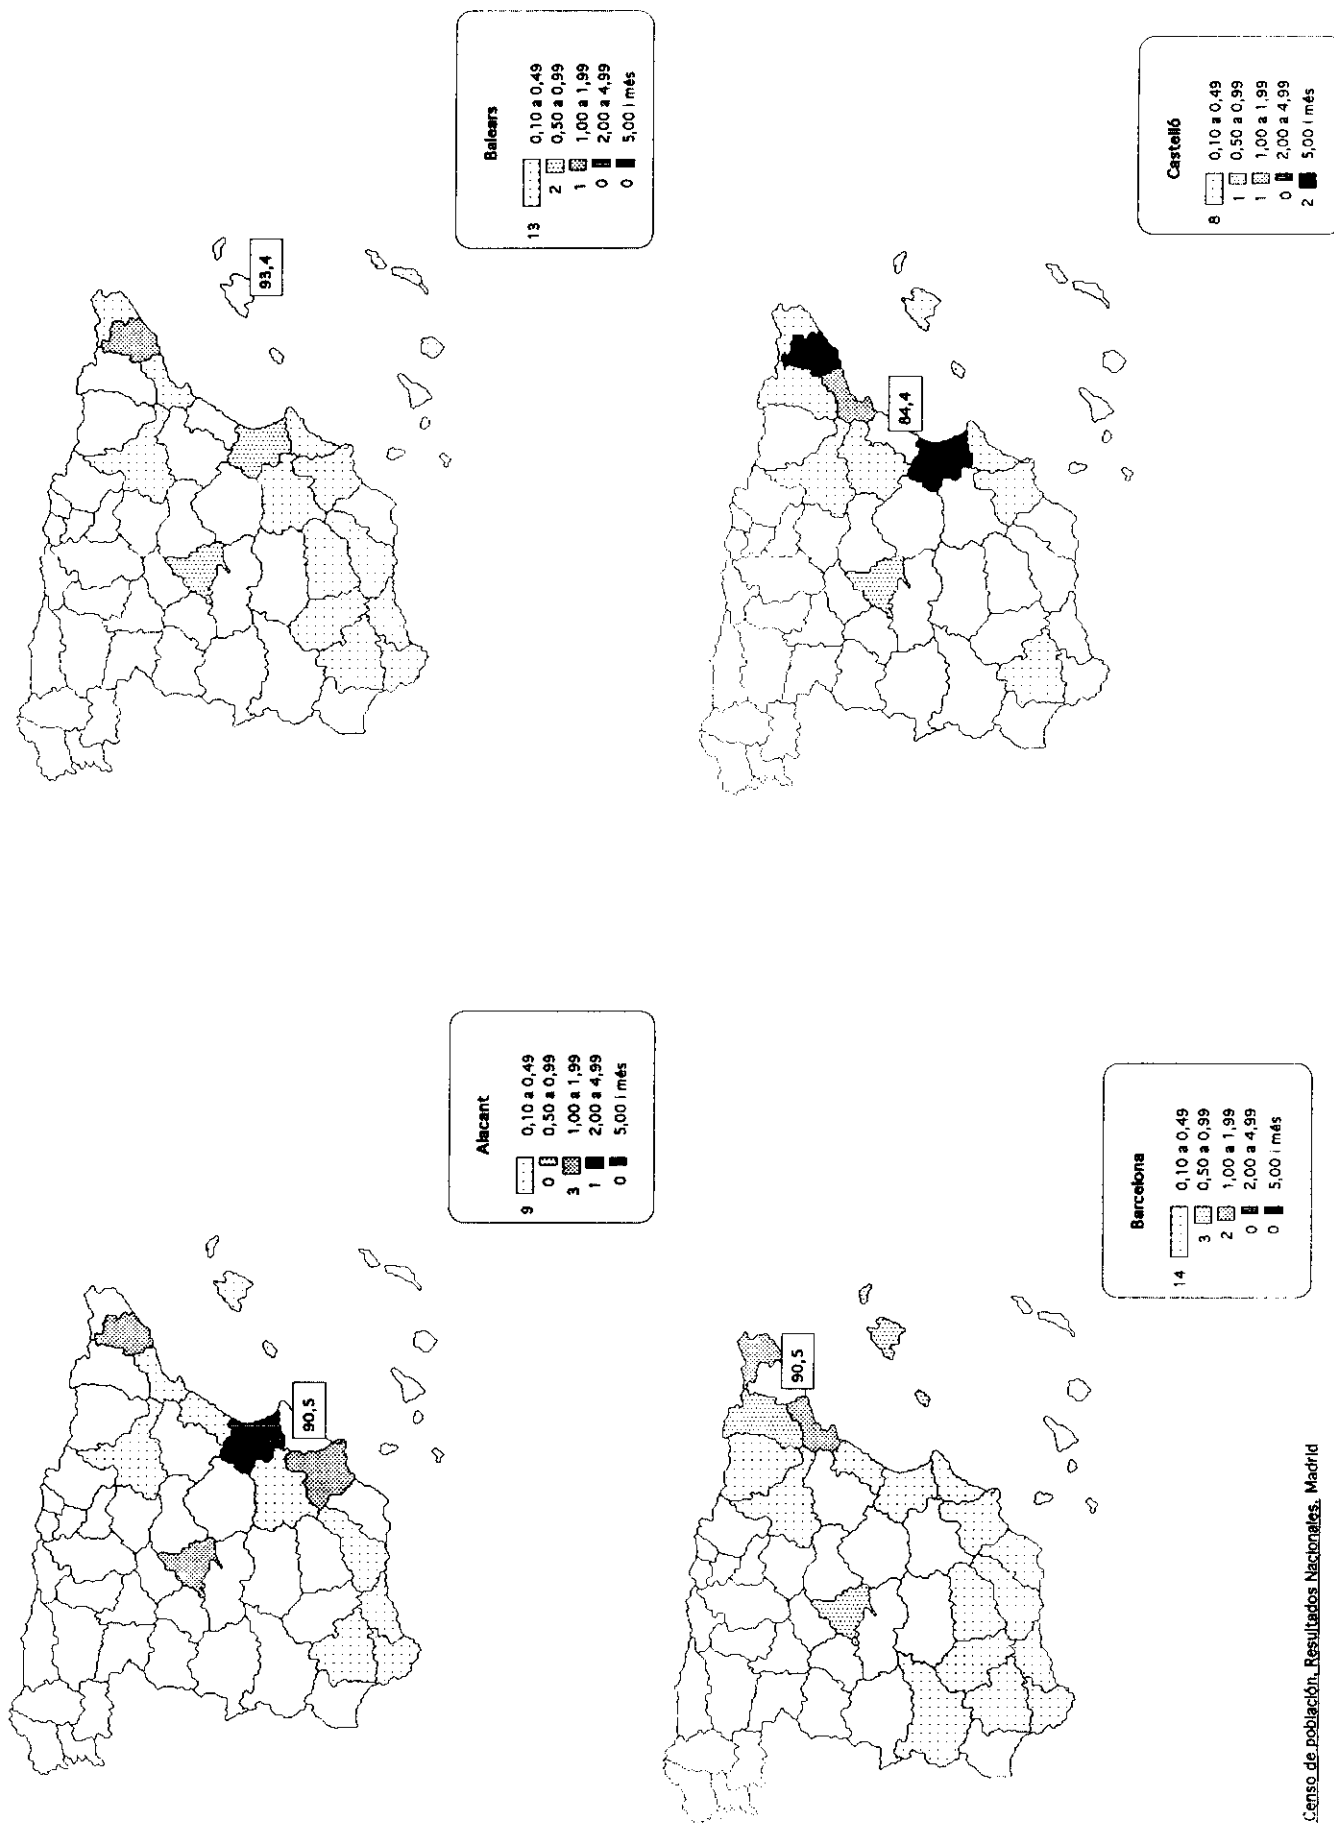 90,5
Alacant
9 0,10 a 0,49
0 0,50 a 0,99
3 1,00 a 1,99
1 2,00 a 4,99
0 5,00 i més
93,4
Balears
13 0,10 a 0,49
2 0,50 a 0,99
1 1,00 a 1,99
0 2,00 a 4,99
0 5,00 i més
90,5
Barcelona
14 0,10 a 0,49
3 0,50 a 0,99
2 1,00 a 1,99
0 2,00 a 4,99
0 5,00 i més
84,4
Castelló
8 0,10 a 0,49
1 0,50 a 0,99
1 1,00 a 1,99
0 2,00 a 4,99
2 5,00 i més
Censo de población. Resultados Nacionales. Madrid